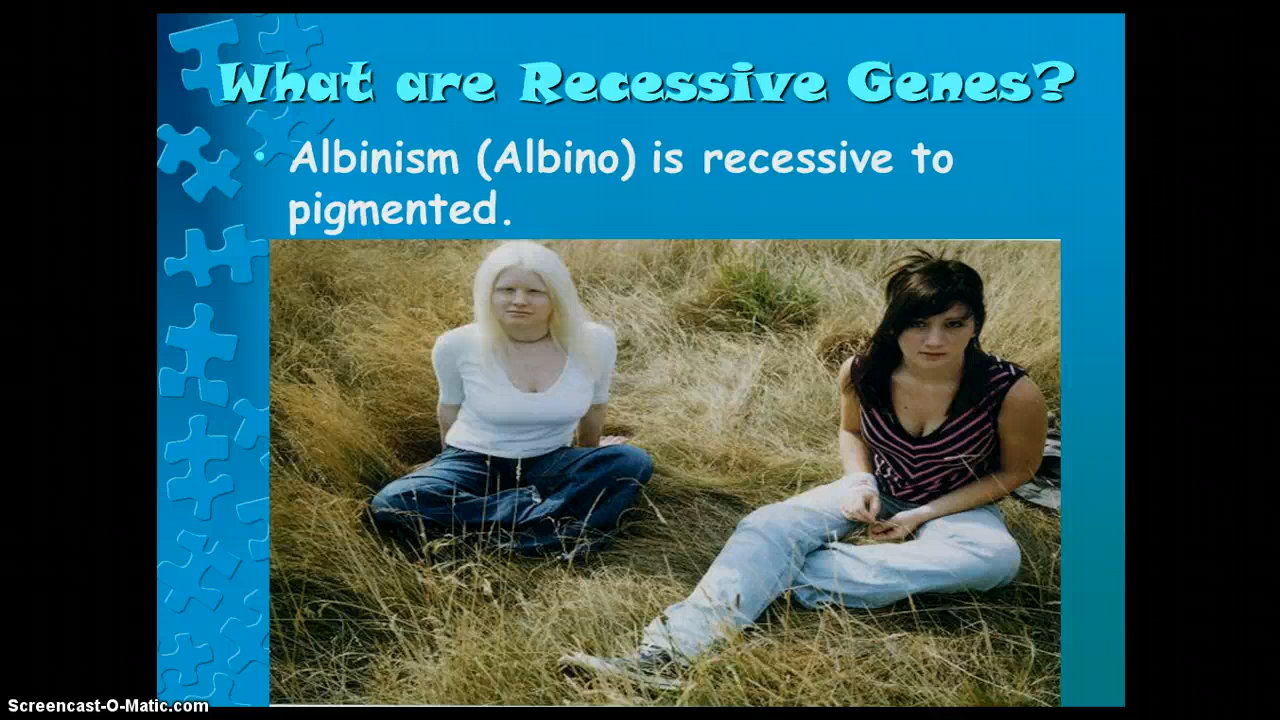 What are Recessive Genes?
• Albinism (Albino) is recessive to
pigmented.
Screencast-O-Matic.com